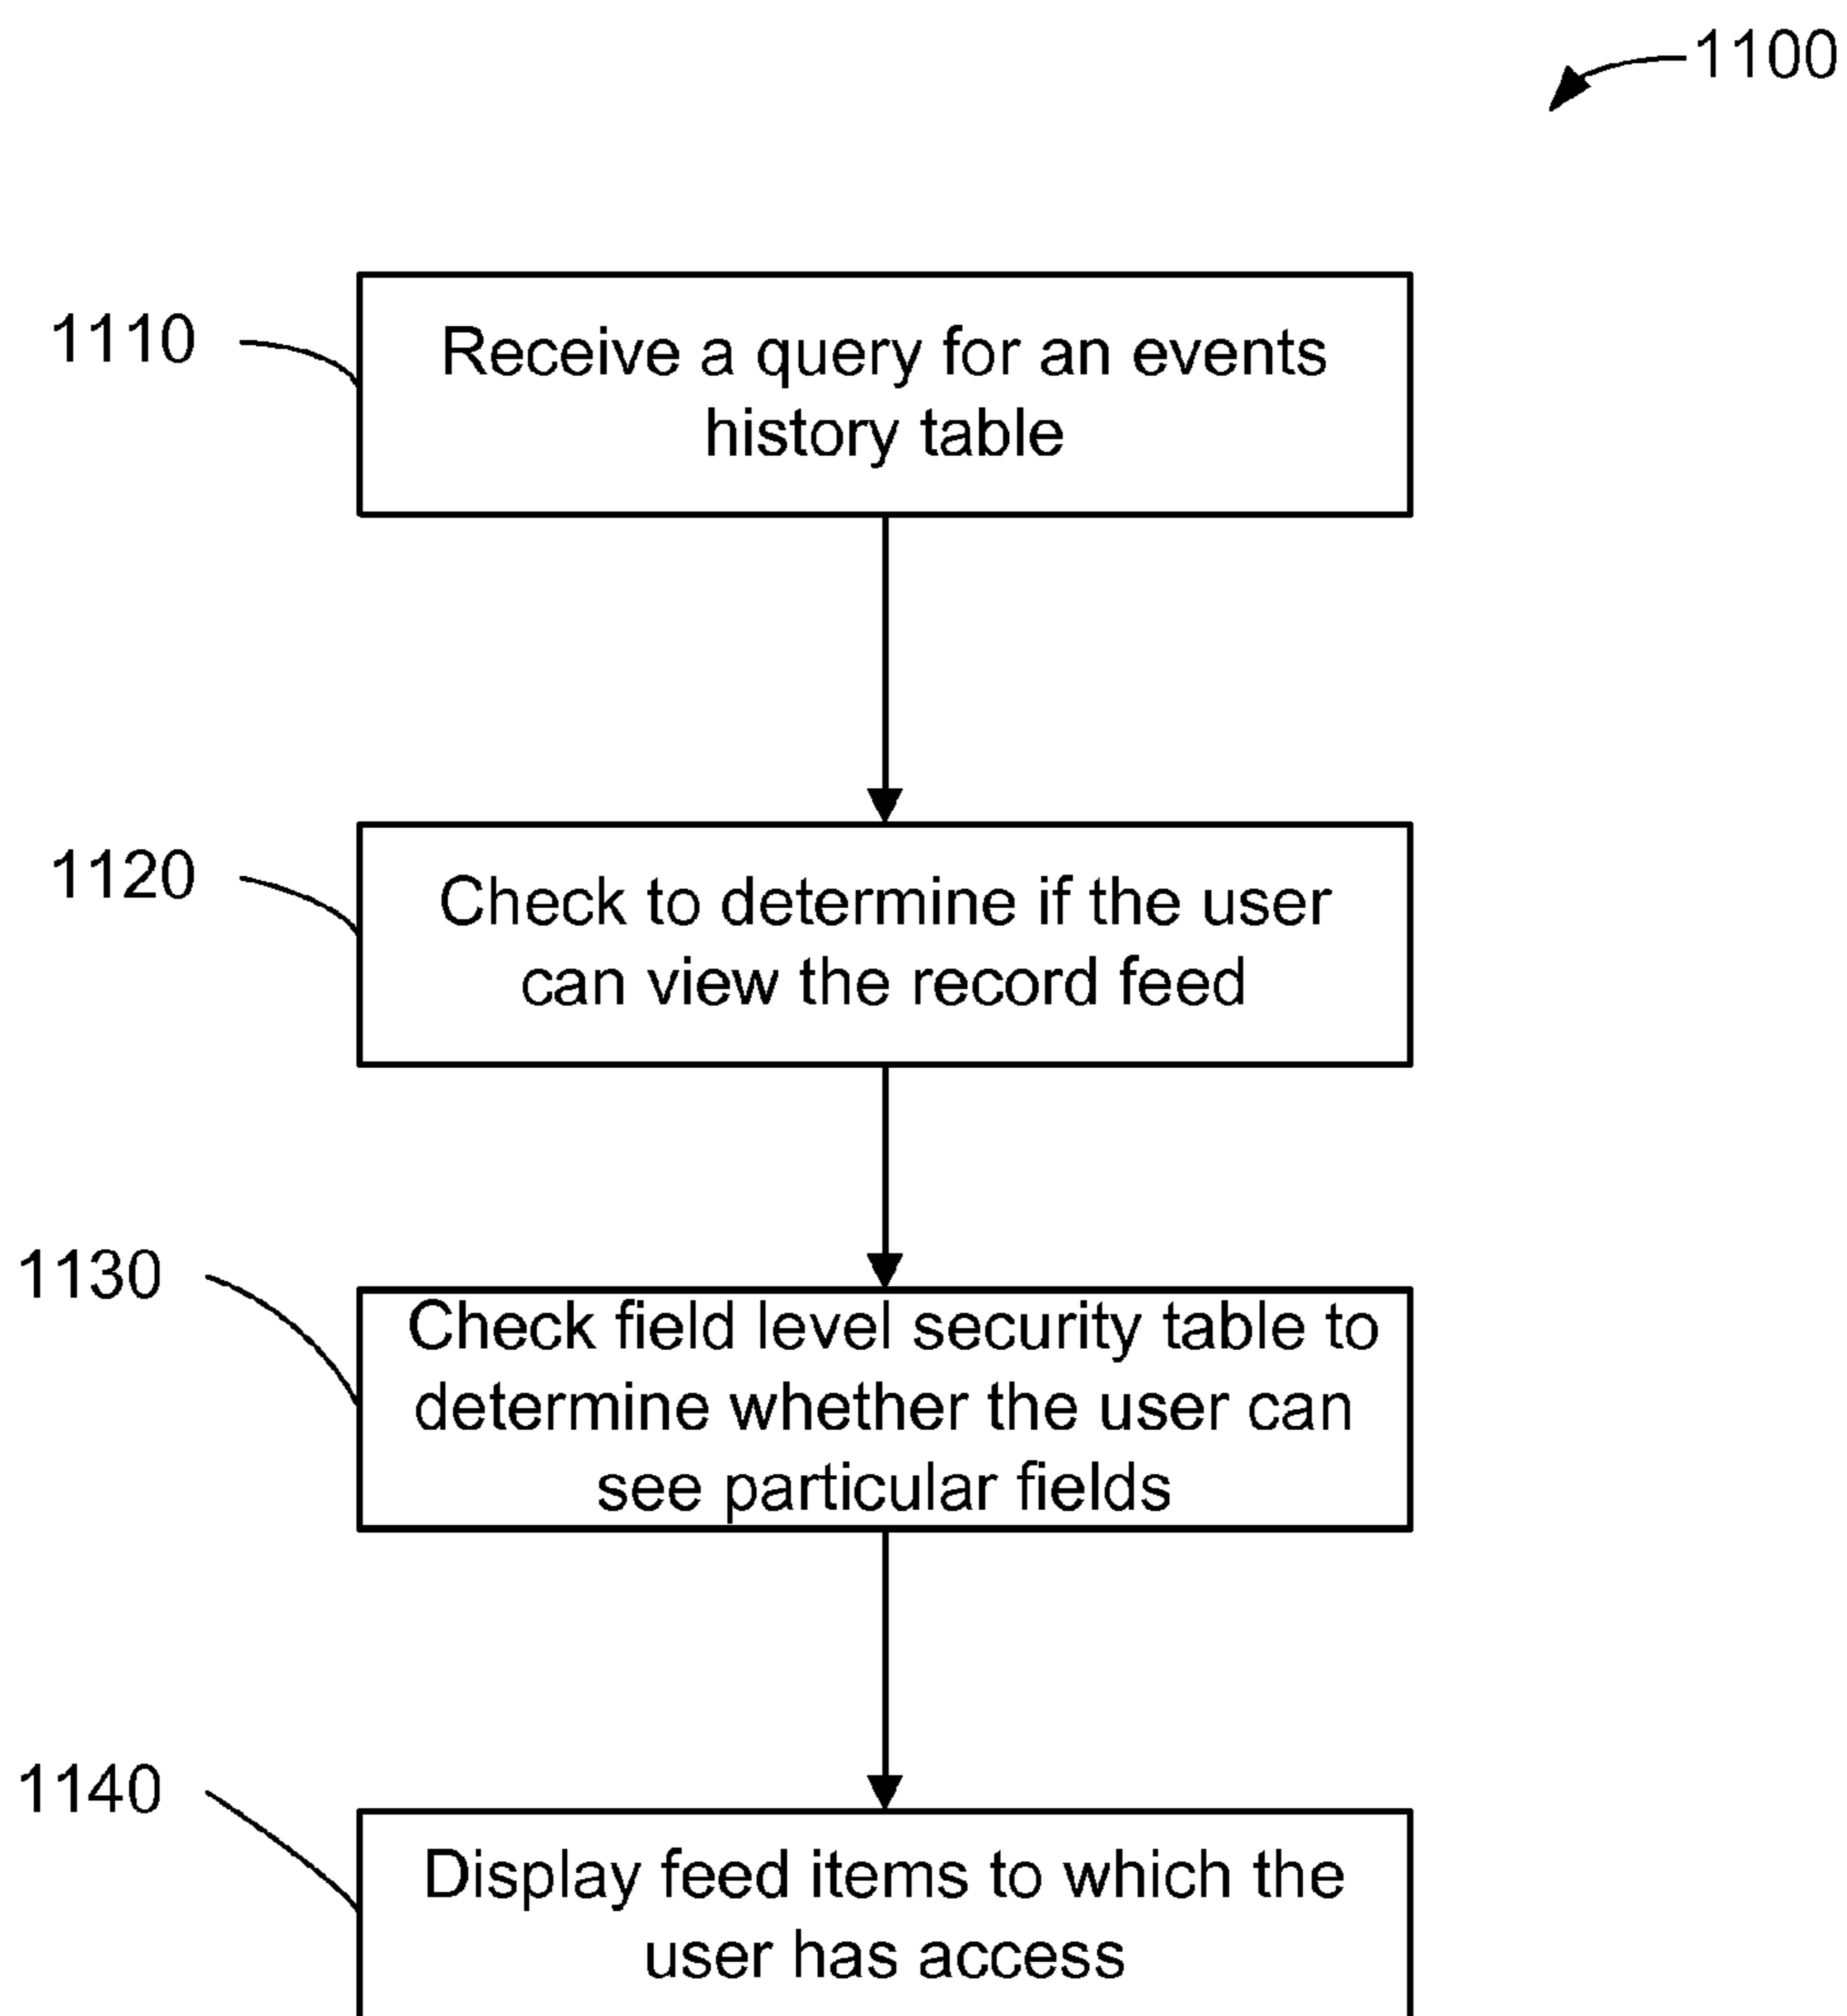 1100
1110
Receive a query for an events
history table
1120
Check to determine if the user
can view the record feed
1130
Check field level security table to
determine whether the user can
see particular fields
1140
Display feed items to which the
user has access